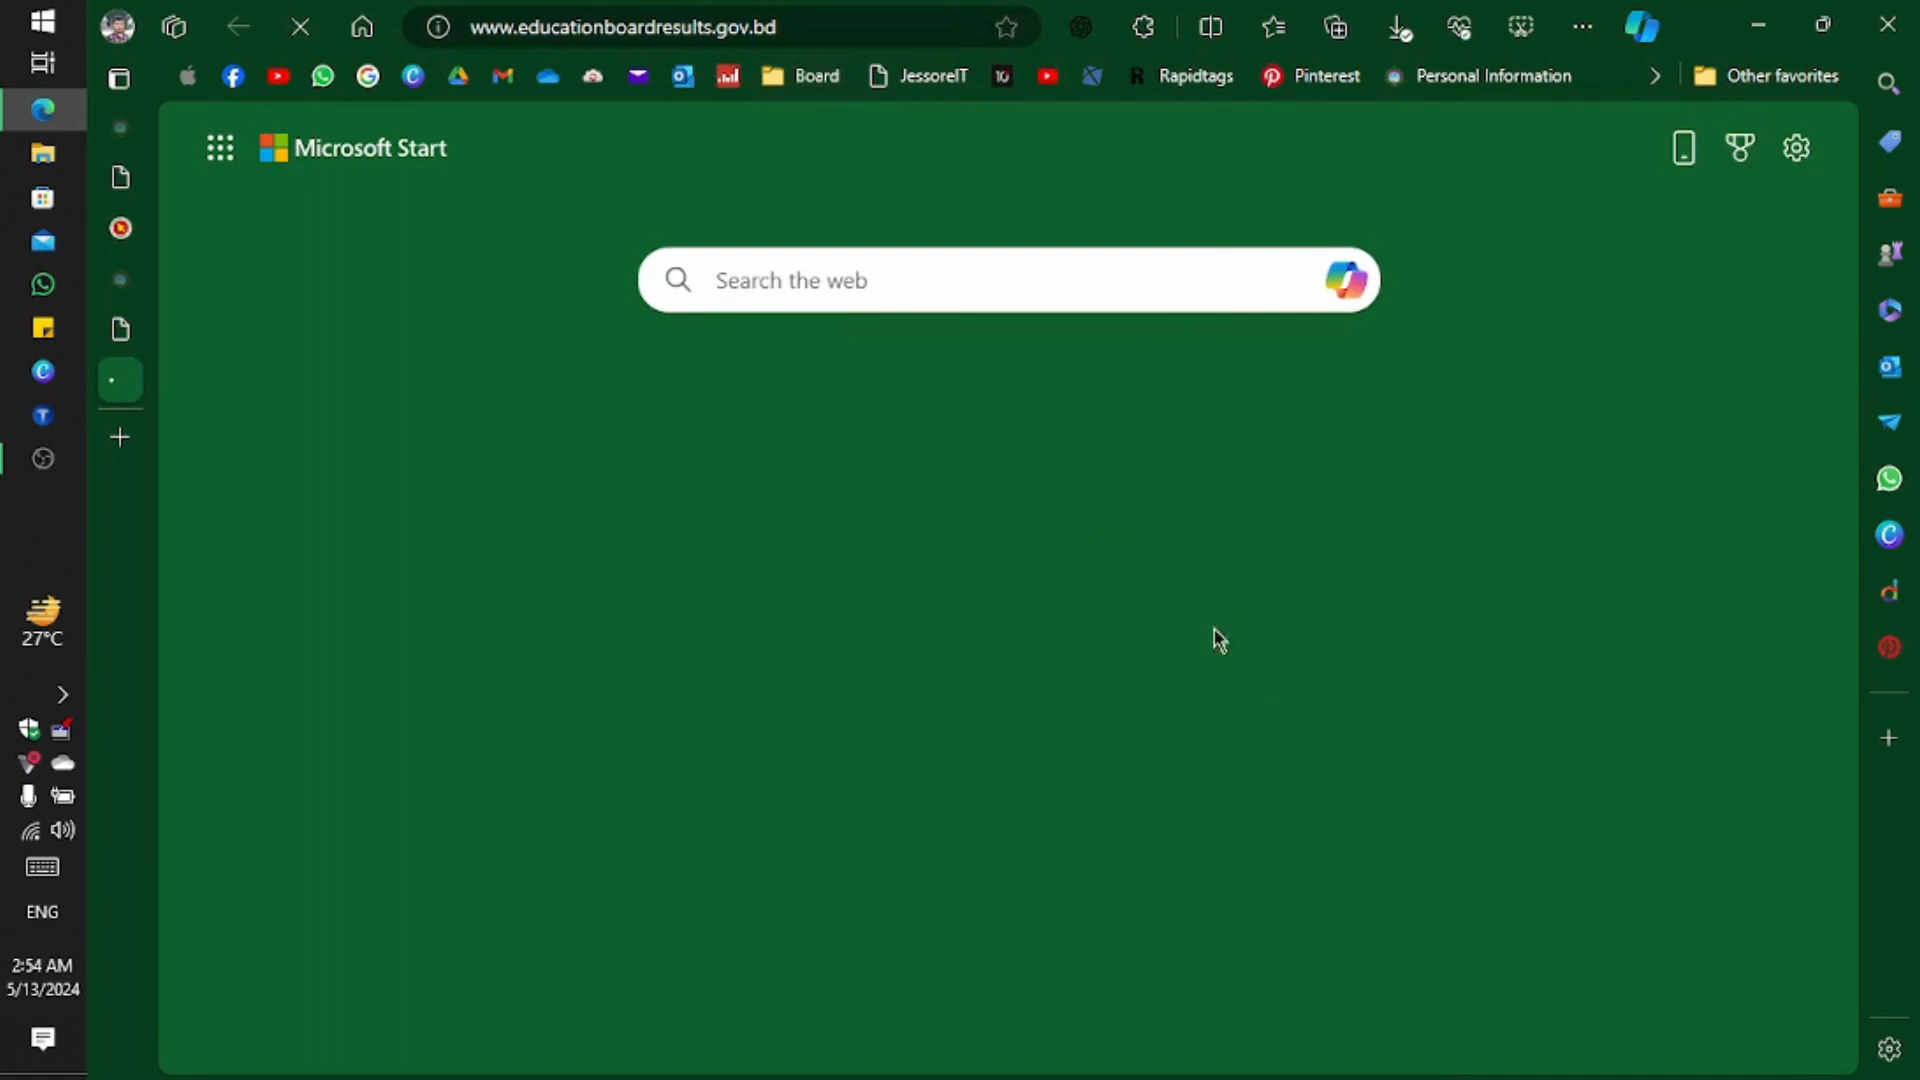 www.educationboardresults.gov.bd
Board
JessoreIT
Rapidtags
Pinterest
Personal Information
Other favorites
Microsoft Start
Search the web
27°C
ENG
2:54 AM
5/13/2024